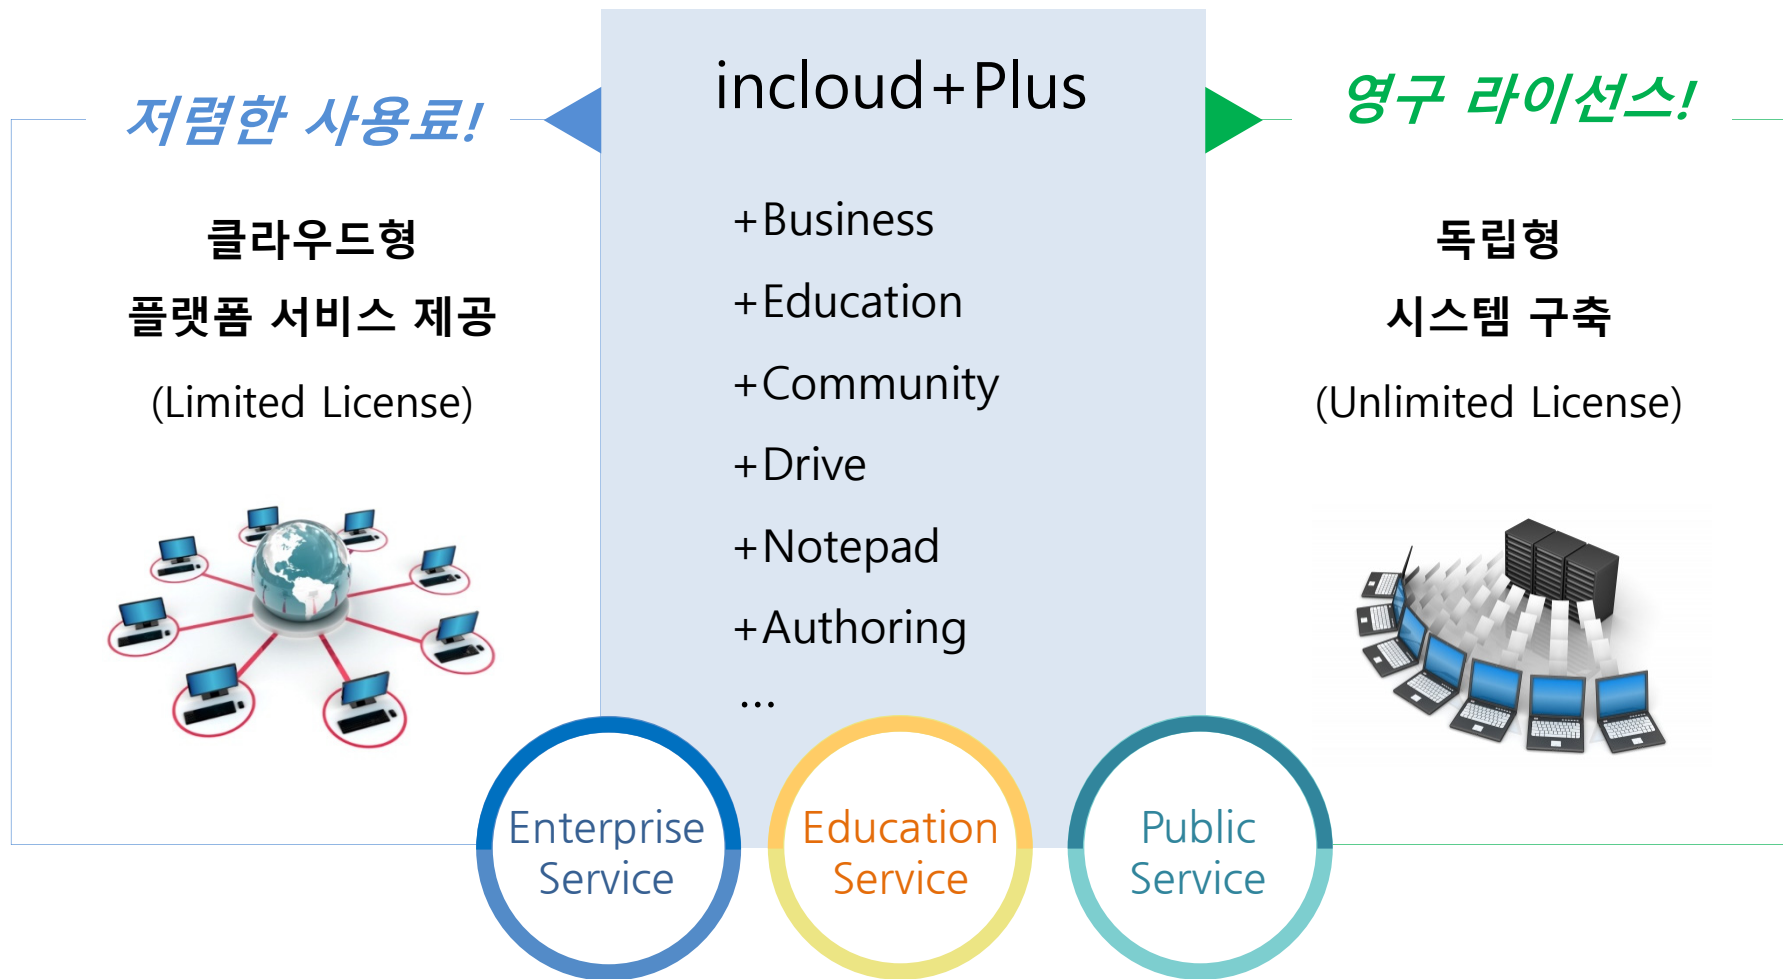 저렴한 사용료!
클라우드형
플랫폼 서비스 제공
(Limited License)
incloud+Plus
+Business
+Education
+Community
+Drive
+Notepad
+Authoring
...
영구 라이선스!
독립형
시스템 구축
(Unlimited License)
Enterprise
Service
Education
Service
Public
Service